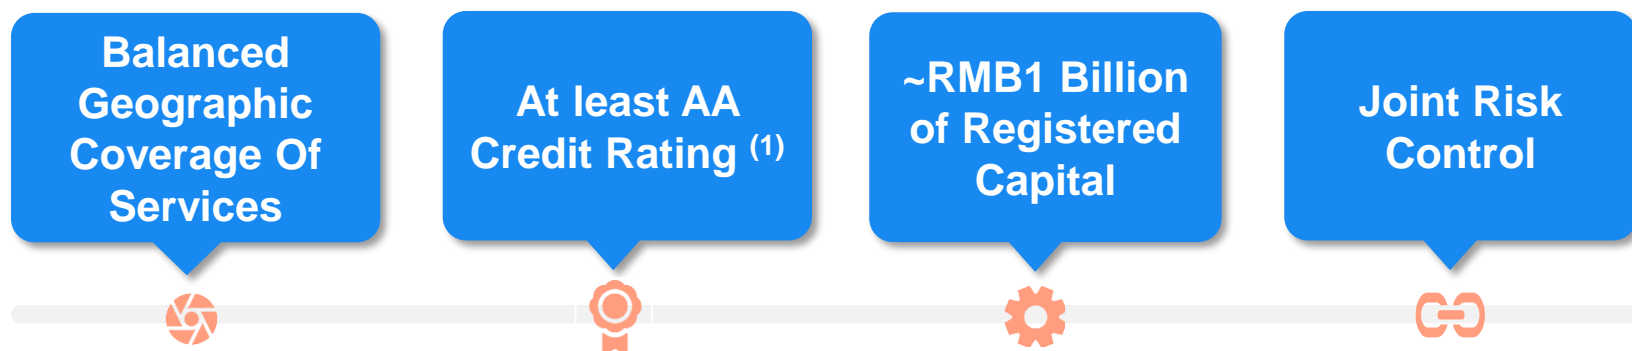 Balanced
Geographic
Coverage Of
Services
At least AA
Credit Rating (1)
~RMB1 Billion
of Registered
Capital
Joint Risk
Control